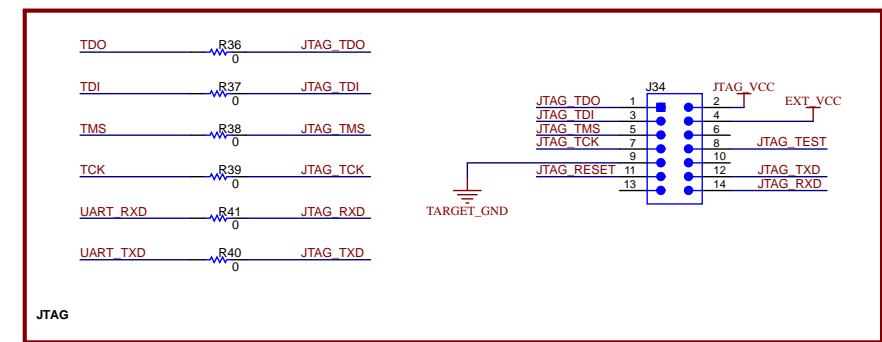 TDO R36 JTAG_TDO
0
TDI R37 JTAG_TDI
0
TMS R38 JTAG_TMS
0
TCK R39 JTAG_TCK
0
UART_RXD R41 JTAG_RXD
0
UART_TXD R40 JTAG_TXD
0
J34 JTAG_VCC
EXT_VCC
JTAG_TDO 1 2
JTAG_TDI 3 4
JTAG_TMS 5 6
JTAG_TCK 7 8 JTAG_TEST
9 10
JTAG_RESET 11 12 JTAG_TXD
13 14 JTAG_RXD
TARGET_GND
JTAG